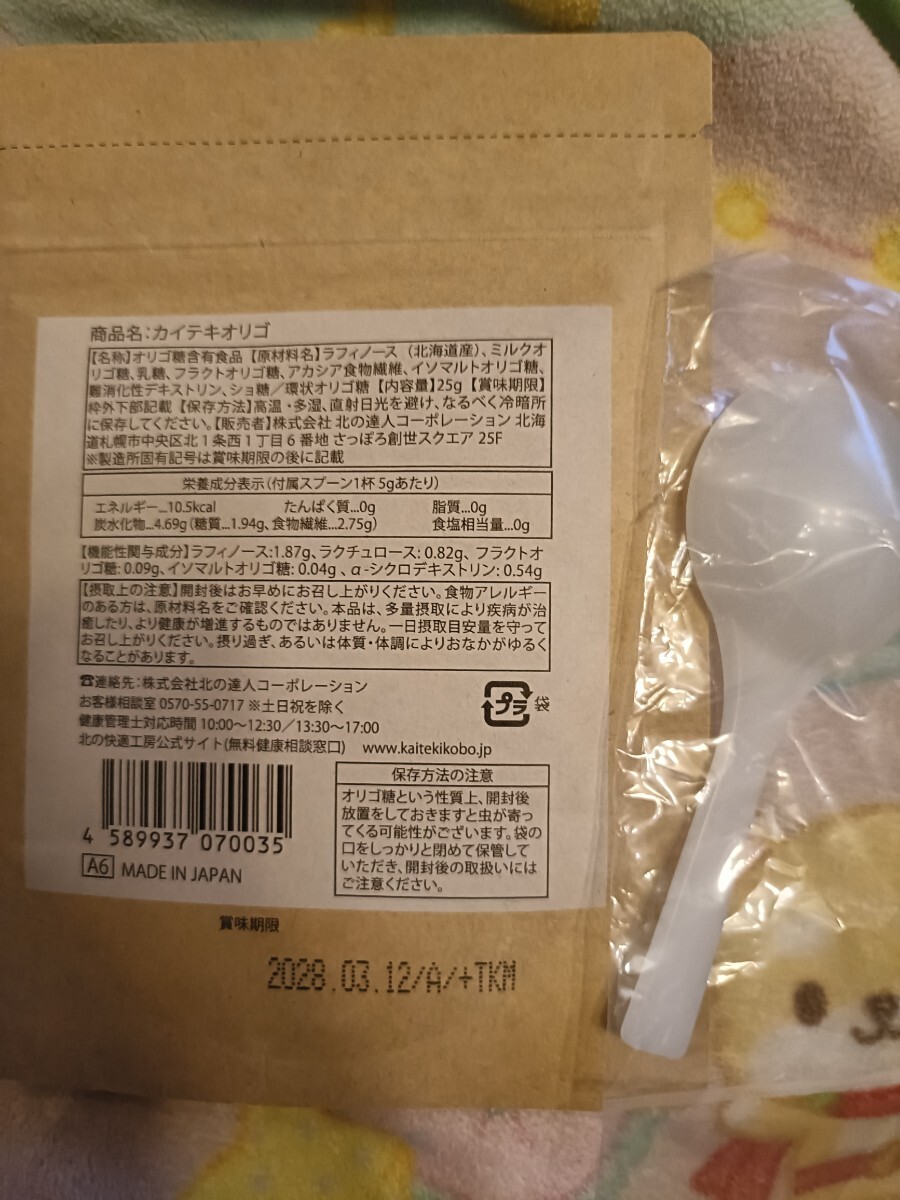 商品名:カイテキオリゴ
【名称】オリゴ糖含有食品 【原材料名】ラフィノース（北海道産）、ミルクオ
リゴ糖、乳糖、フラクトオリゴ糖、アカシア食物繊維、イソマルトオリゴ糖、
難消化性デキストリン、ショ糖／環状オリゴ糖 【内容量】25g 【賞味期限】
枠外下部記載 【保存方法】高温・多湿、直射日光を避け、なるべく冷暗所
に保存してください。【販売者】株式会社 北の達人コーポレーション 北海
道札幌市中央区北1条西1丁目6番地 さっぽろ創世スクエア 25F
※製造所固有記号は賞味期限の後に記載
栄養成分表示（付属スプーン1杯 5gあたり）
エネルギー...10.5kcal たんぱく質...0g 脂質...0g
炭水化物...4.69g（糖質...1.94g、食物繊維...2.75g） 食塩相当量...0g
【機能性関与成分】ラフィノース:1.87g、ラクチュロース: 0.82g、フラクトオ
リゴ糖: 0.09g、イソマルトオリゴ糖: 0.04g 、α-シクロデキストリン: 0.54g
【摂取上の注意】開封後はお早めにお召し上がりください。食物アレルギー
のある方は、原材料名をご確認ください。本品は、多量摂取により疾病が治
癒したり、より健康が増進するものではありません。一日摂取目安量を守って
お召し上がりください。摂り過ぎ、あるいは体質・体調によりおなかがゆるく
なることがあります。
☎連絡先:株式会社北の達人コーポレーション
お客様相談室 0570-55-0717 ※土日祝を除く
健康管理士対応時間 10:00～12:30／13:30～17:00
北の快適工房公式サイト(無料健康相談窓口) www.kaitekikobo.jp
プラ 袋
保存方法の注意
オリゴ糖という性質上、開封後
放置をしておきますと虫が寄っ
てくる可能性がございます。袋の
口をしっかりと閉めて保管して
いただき、開封後の取扱いには
ご注意ください。
4 589937 070035
A6 MADE IN JAPAN
賞味期限
2028.03.12/A/+TKM